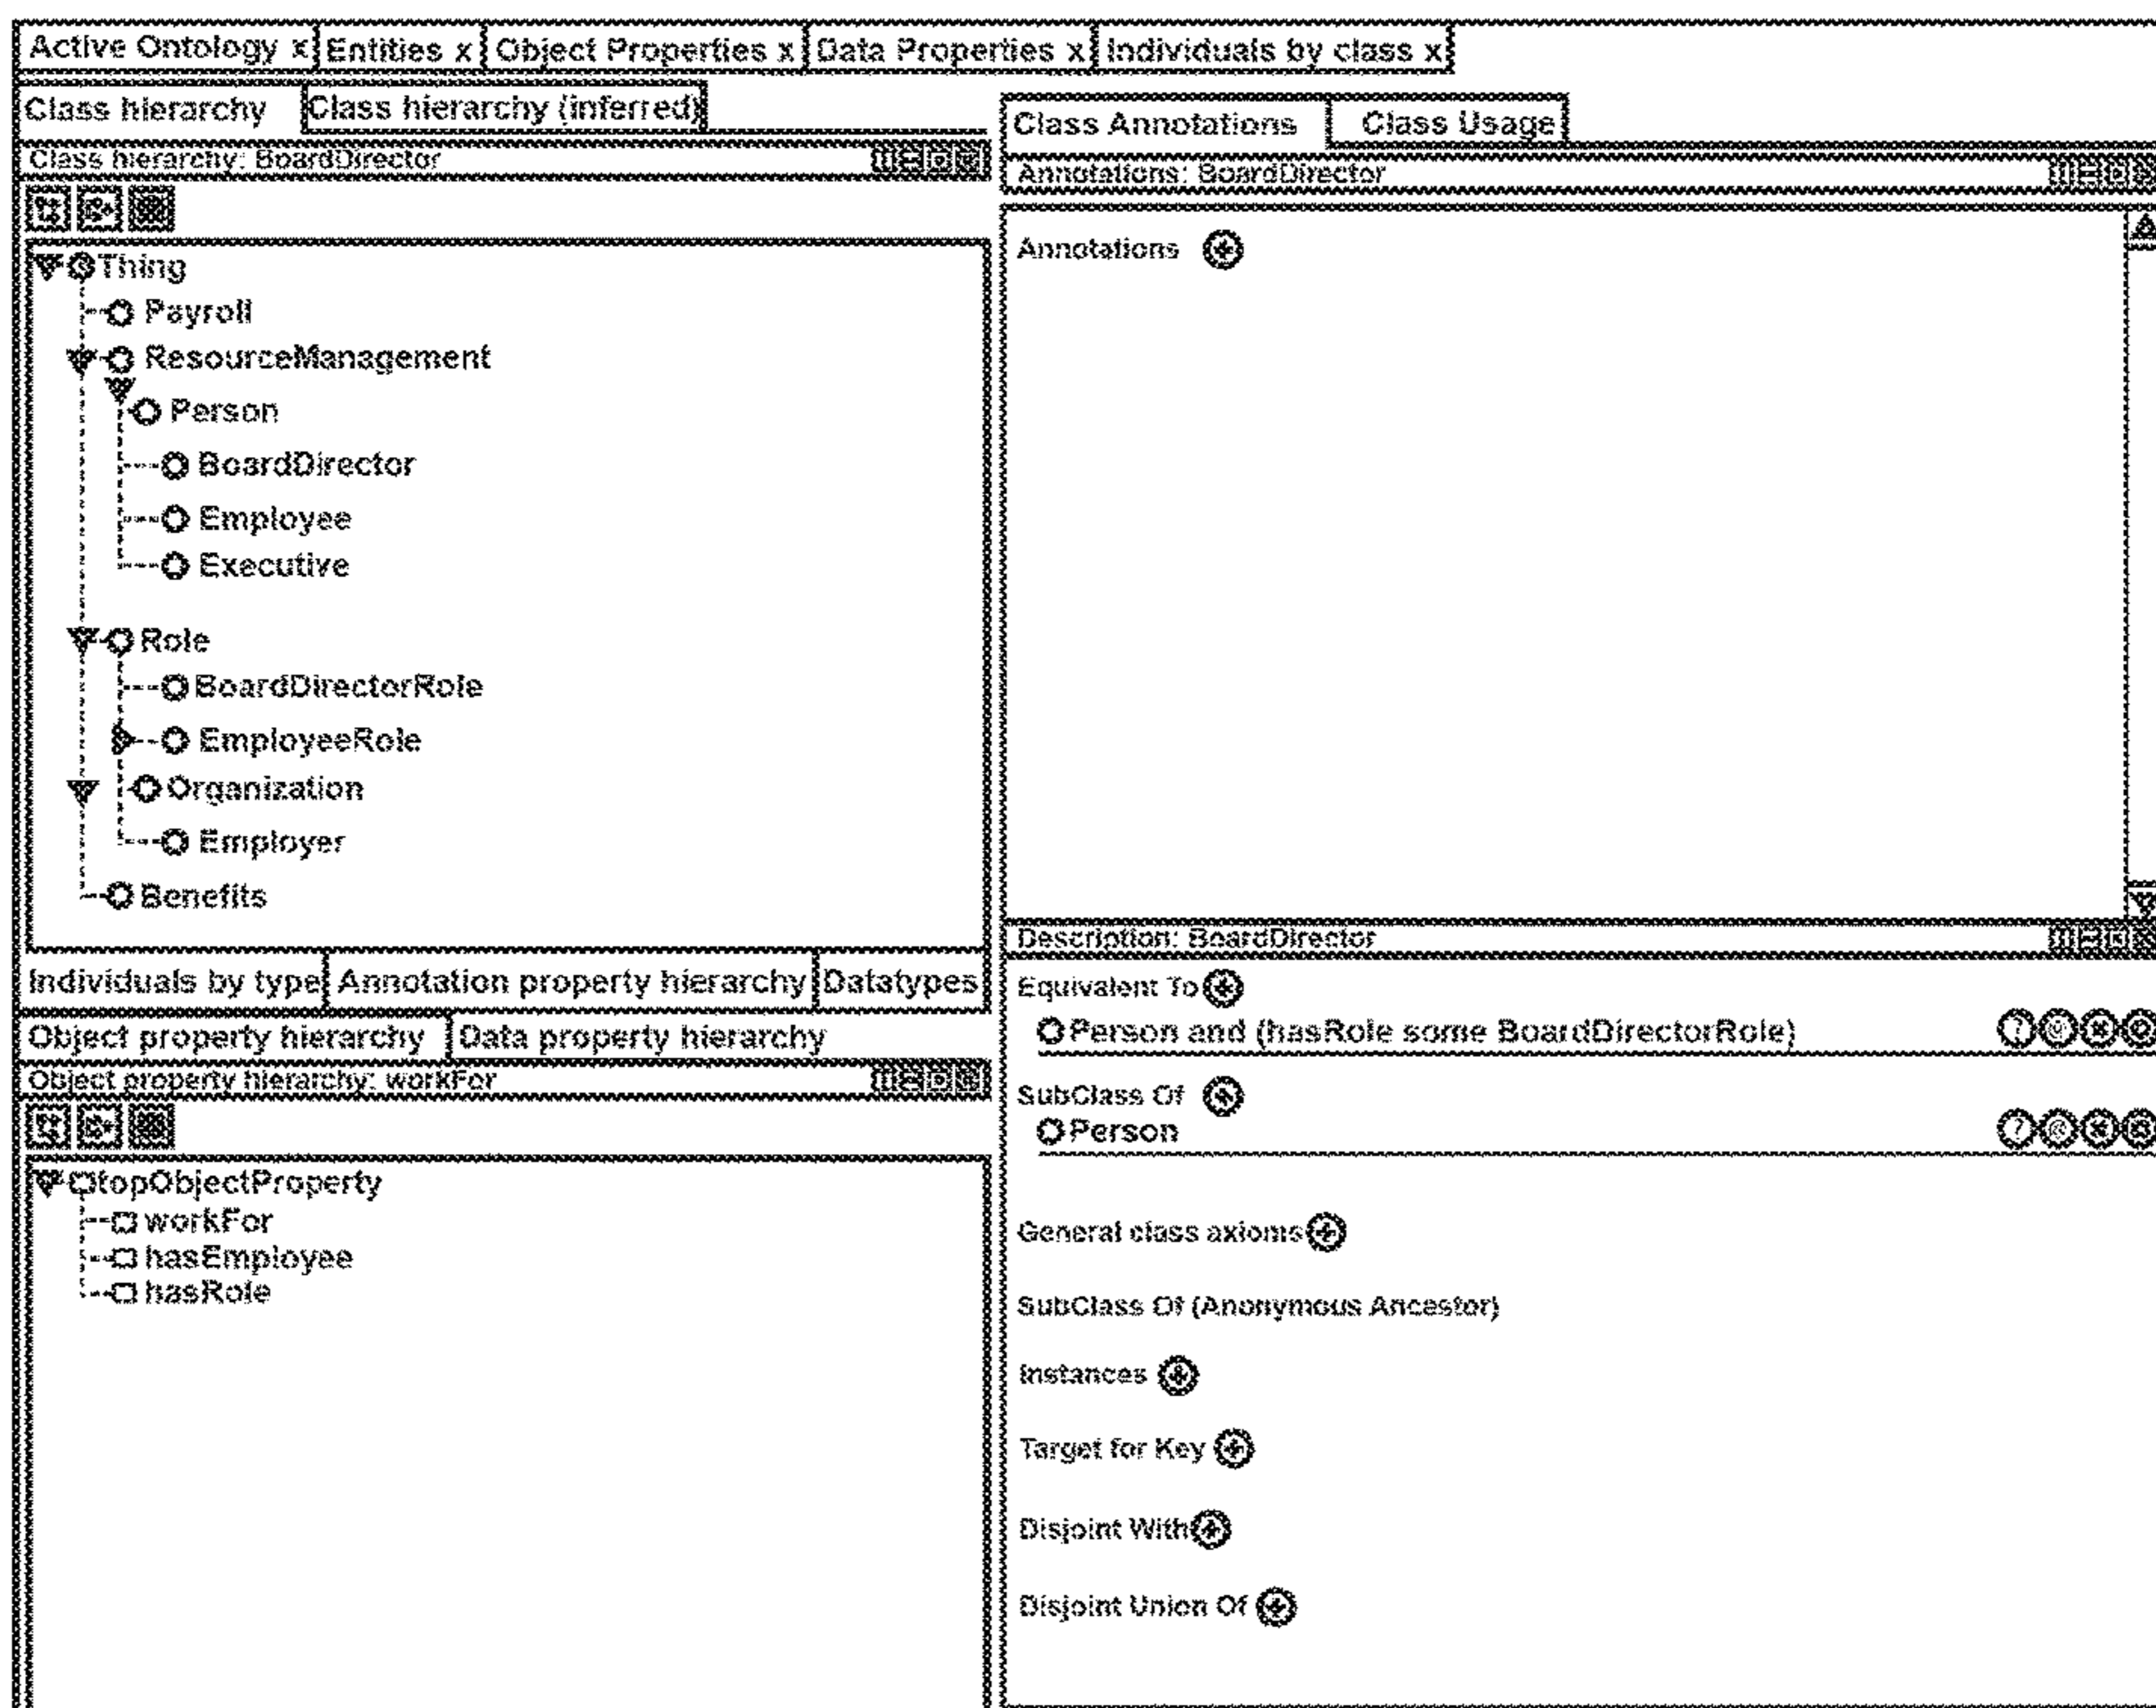 Active Ontology x Entities x Object Properties x Data Properties x Individuals by class x
Class hierarchy Class hierarchy (inferred)
Class hierarchy: BoardDirector
Thing
Payroll
ResourceManagement
Person
BoardDirector
Employee
Executive
Role
BoardDirectorRole
EmployeeRole
Organization
Employer
Benefits
Individuals by type Annotation property hierarchy Datatypes
Object property hierarchy Data property hierarchy
Object property hierarchy: workFor
topObjectProperty
workFor
hasEmployee
hasRole
Class Annotations Class Usage
Annotations: BoardDirector
Annotations
Description: BoardDirector
Equivalent To
Person and (hasRole some BoardDirectorRole)
SubClass Of
Person
General class axioms
SubClass Of (Anonymous Ancestor)
Instances
Target for Key
Disjoint With
Disjoint Union Of